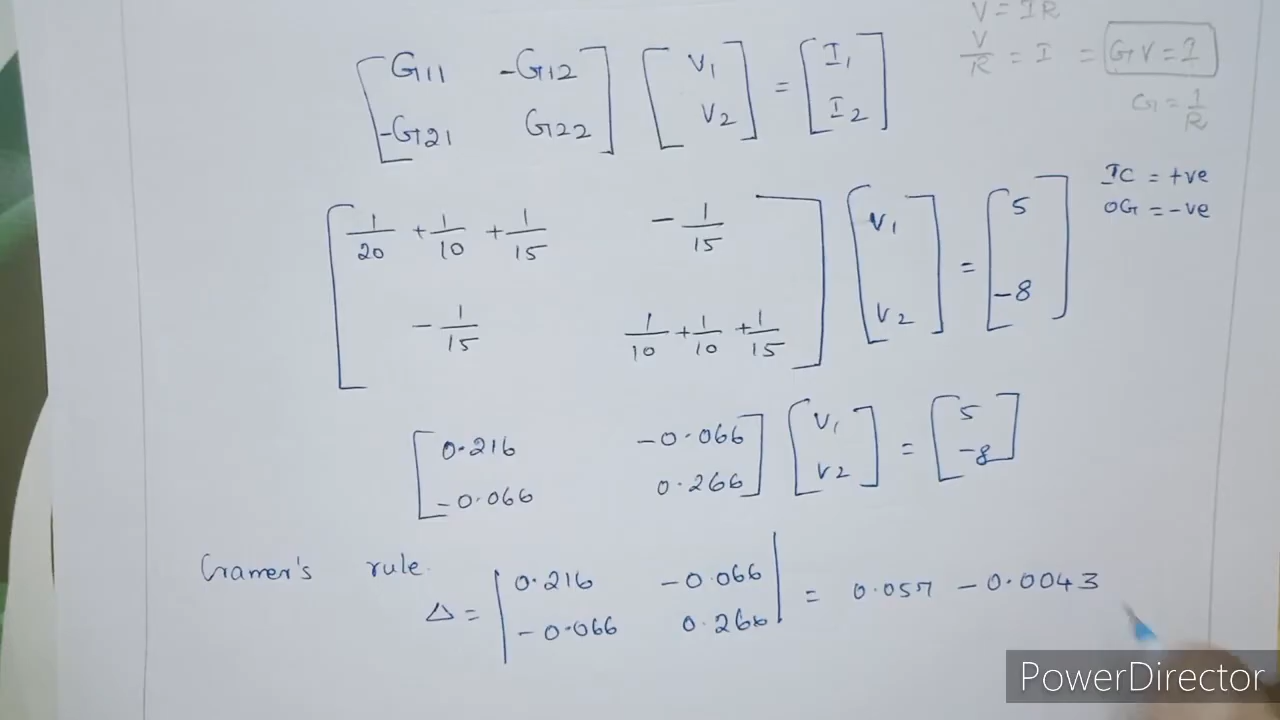 V = IR
V/R = I = GV = I
G = 1/R
[G11 -G12] [V1] = [I1]
[-G21 G22] [V2] [I2]
IC = +ve
OG = -ve
[1/20 + 1/10 + 1/15 - 1/15] [V1] = [5]
[- 1/15 1/10 + 1/10 + 1/15] [V2] [-8]
[0.216 -0.066] [V1] = [5]
[-0.066 0.266] [V2] [-8]
Cramer's rule.
Δ = |0.216 -0.066| = 0.057 - 0.0043
|-0.066 0.266|
PowerDirector